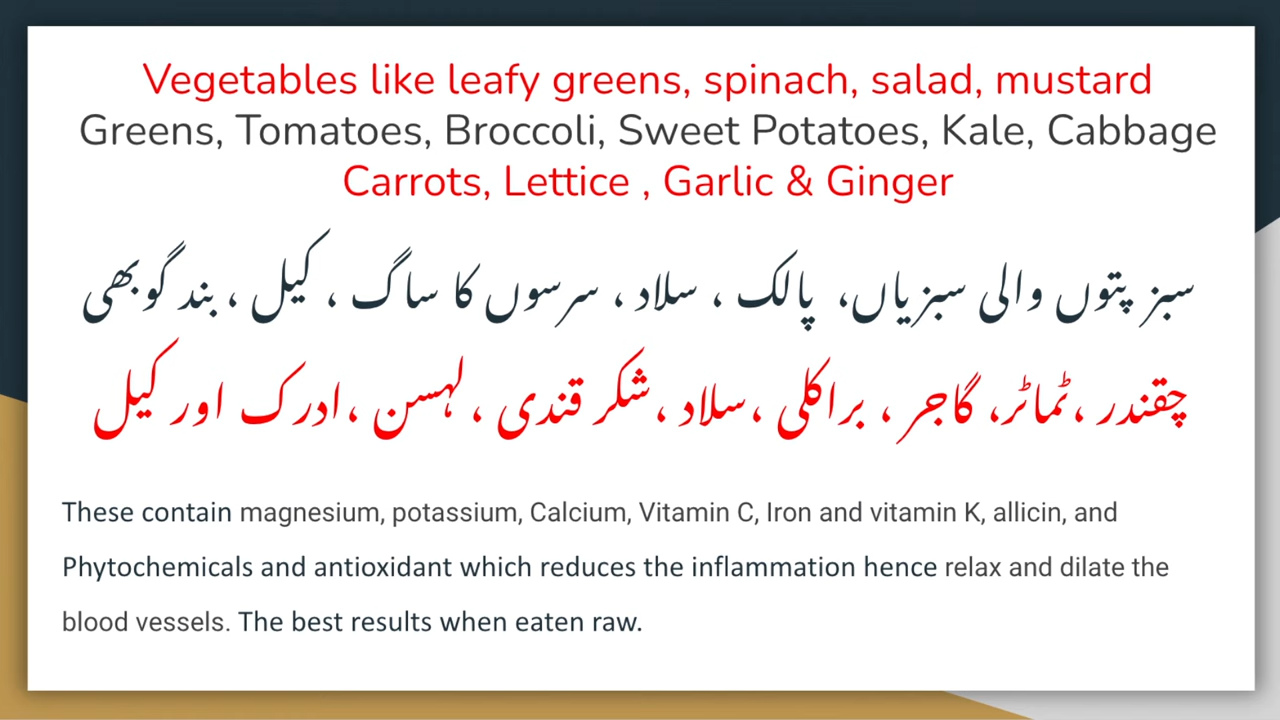 Vegetables like leafy greens, spinach, salad, mustard
Greens, Tomatoes, Broccoli, Sweet Potatoes, Kale, Cabbage
Carrots, Lettice , Garlic & Ginger
سبز پتوں والی سبزیاں، پالک ، سلاد ، سرسوں کا ساگ ، کیل ، بند گوبھی
چقندر ،ٹماٹر، گاجر ، براکلی ،سلاد ،شکر قندی ، لہسن ،ادرک اور کیل
These contain magnesium, potassium, Calcium, Vitamin C, Iron and vitamin K, allicin, and
Phytochemicals and antioxidant which reduces the inflammation hence relax and dilate the
blood vessels. The best results when eaten raw.